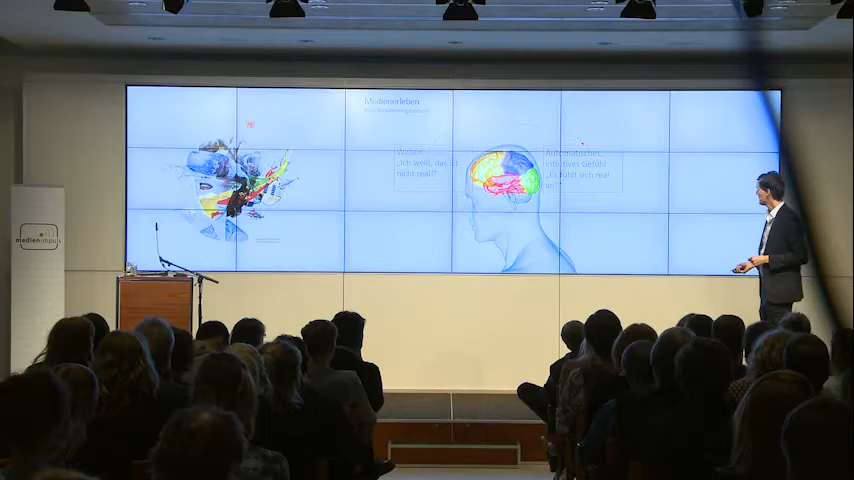 Medienerleben
Wissen:
„Ich weiß, das ist
nicht real!“
Automatisches,
intuitives Gefühl
„Es fühlt sich real
an!“
medienimpuls